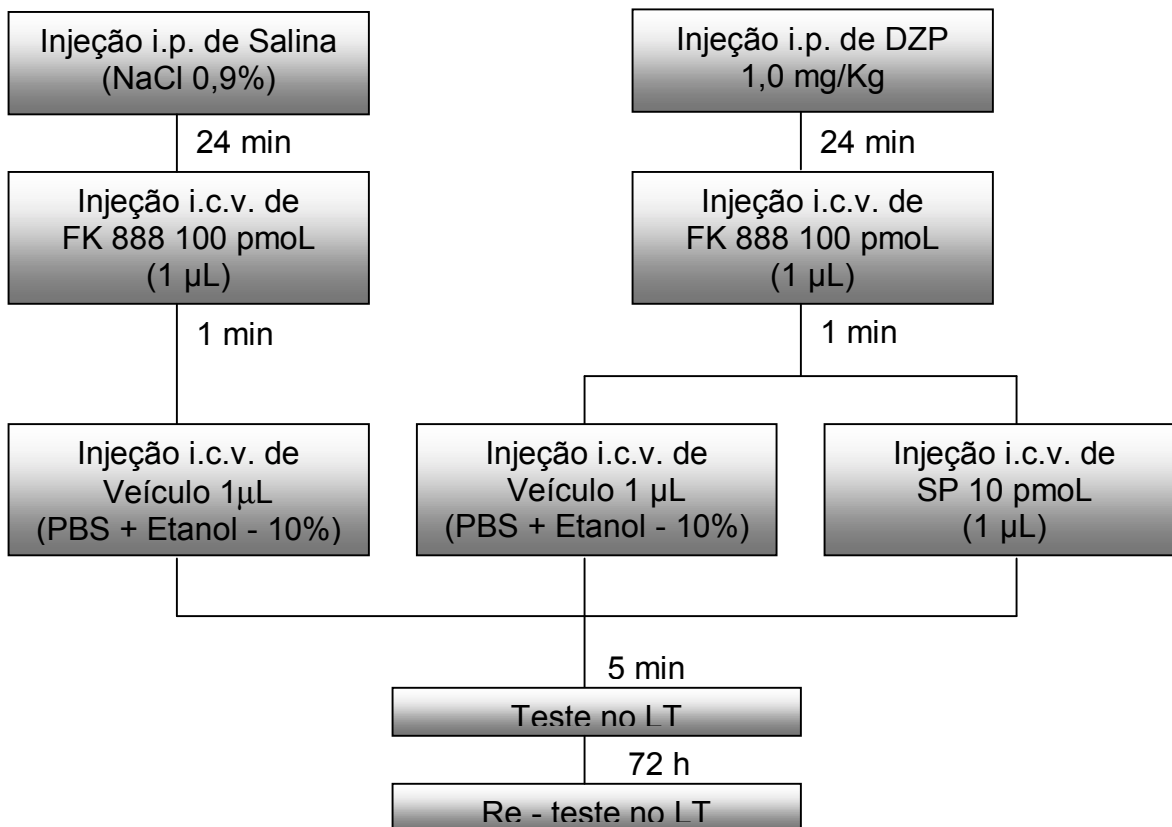 Injeção i.p. de Salina
(NaCl 0,9%)
Injeção i.p. de DZP
1,0 mg/Kg
24 min
24 min
Injeção i.c.v. de
FK 888 100 pmoL
(1 µL)
Injeção i.c.v. de
FK 888 100 pmoL
(1 µL)
1 min
1 min
Injeção i.c.v. de
Veículo 1µL
(PBS + Etanol - 10%)
Injeção i.c.v. de
Veículo 1 µL
(PBS + Etanol - 10%)
Injeção i.c.v. de
SP 10 pmoL
(1 µL)
5 min
Teste no LT
72 h
Re - teste no LT